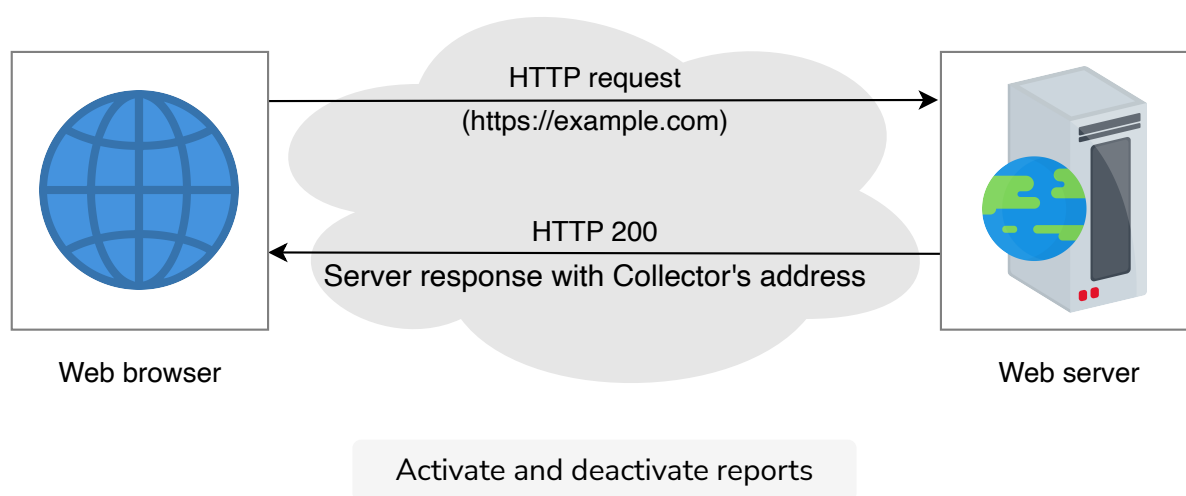 HTTP request
(https://example.com)
HTTP 200
Server response with Collector's address
Web browser
Web server
Activate and deactivate reports